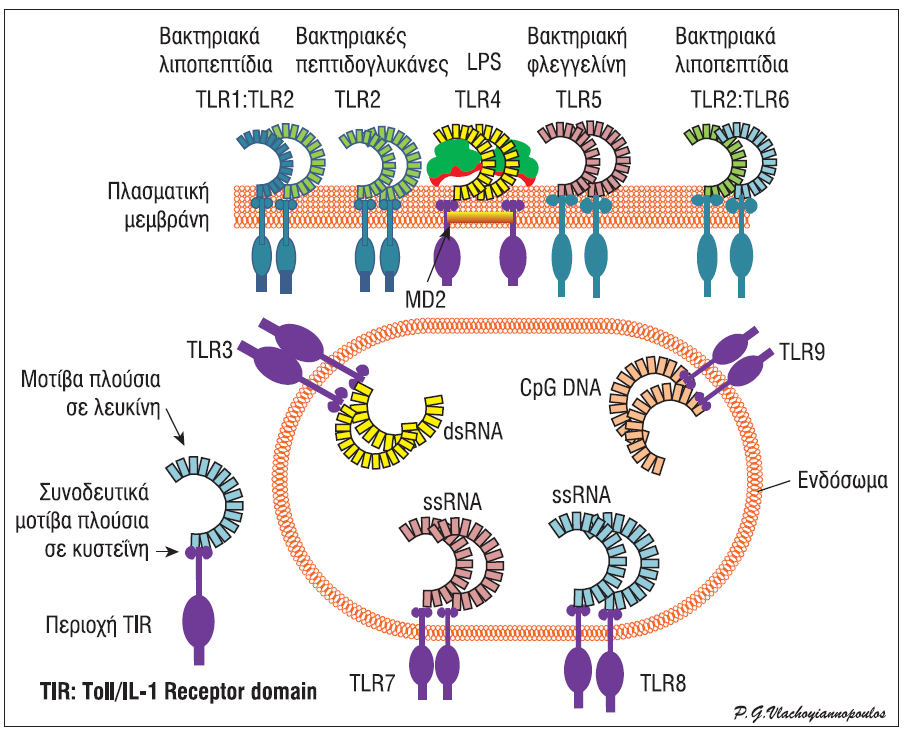 Βακτηριακά
λιποπεπτίδια
TLR1:TLR2
Βακτηριακές
πεπτιδογλυκάνες
TLR2
LPS
TLR4
Βακτηριακή
φλεγγελίνη
TLR5
Βακτηριακά
λιποπεπτίδια
TLR2:TLR6
Πλασματική
μεμβράνη
MD2
TLR3
TLR9
CpG DNA
dsRNA
Μοτίβα πλούσια
σε λευκίνη
Συνοδευτικά
μοτίβα πλούσια
σε κυστεΐνη
Ενδόσωμα
ssRNA
ssRNA
Περιοχή TIR
TLR7
TLR8
TIR: Toll/IL-1 Receptor domain
P.G.Vlachoyiannopoulos